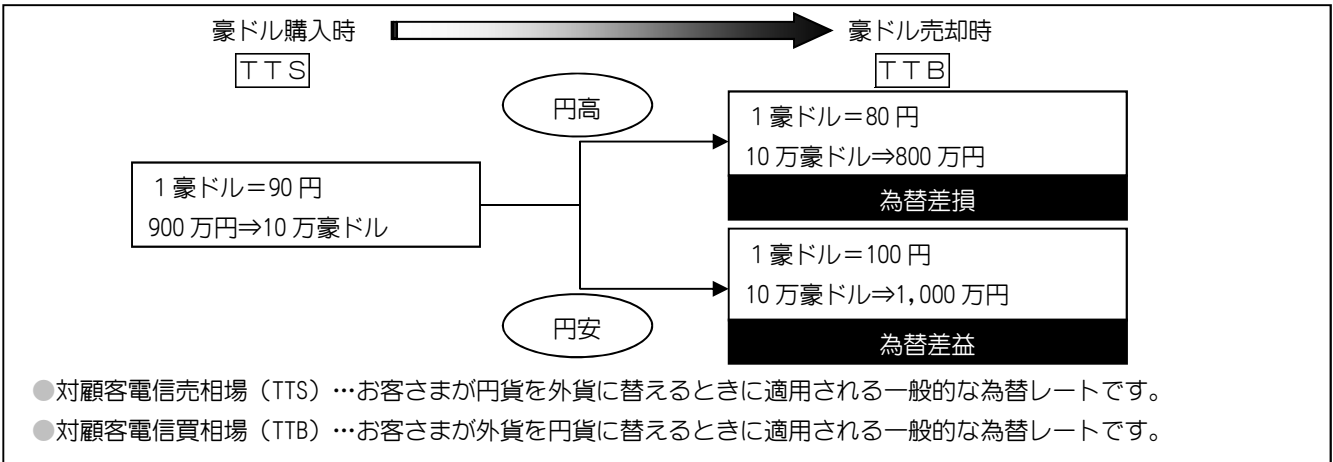 豪ドル購入時
豪ドル売却時
TTS
TTB
円高
1豪ドル=80円
10万豪ドル⇒800万円
為替差損
1豪ドル=90円
900万円⇒10万豪ドル
1豪ドル=100円
10万豪ドル⇒1,000万円
円安
為替差益
●対顧客電信売相場(TTS)…お客さまが円貨を外貨に替えるときに適用される一般的な為替レートです。
●対顧客電信買相場(TTB)…お客さまが外貨を円貨に替えるときに適用される一般的な為替レートです。